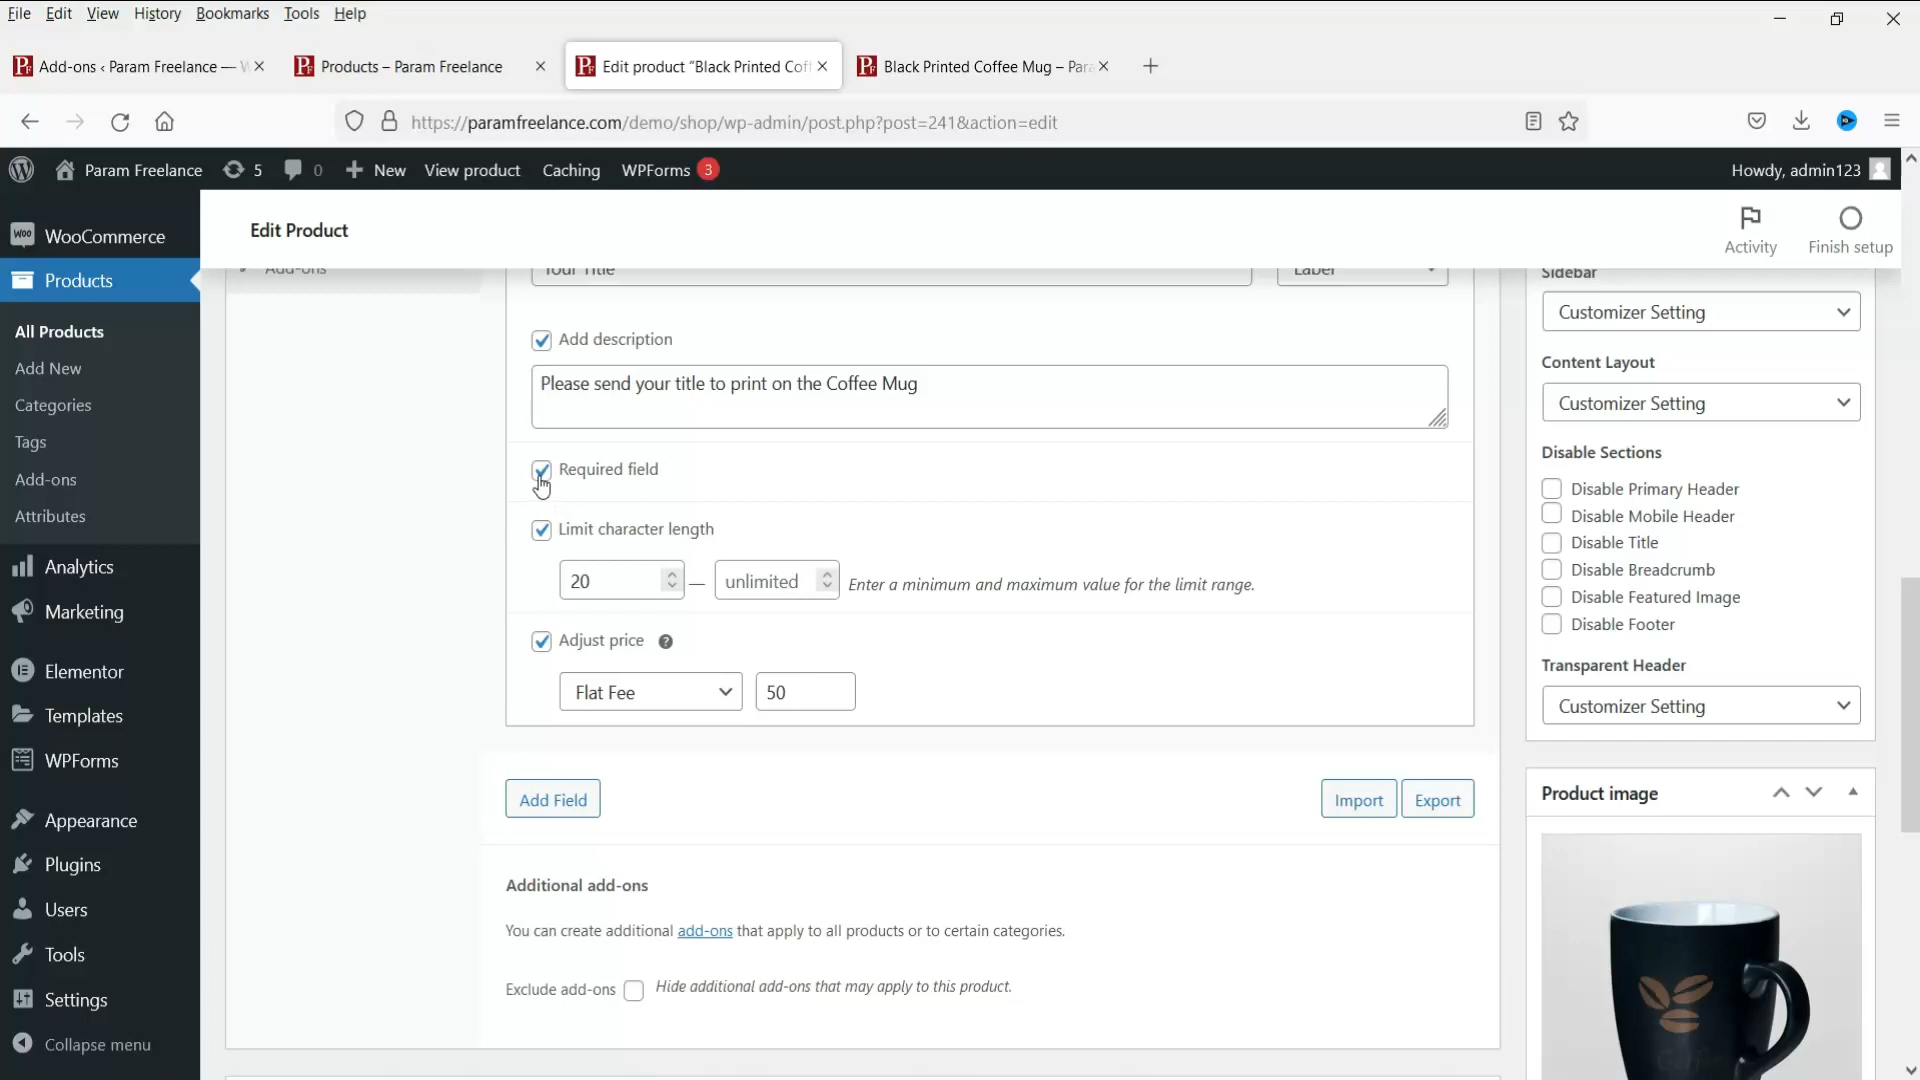 File Edit View History Bookmarks Tools Help
Add-ons ‹ Param Freelance —
Products – Param Freelance
Edit product “Black Printed Cof
Black Printed Coffee Mug – Par
https://paramfreelance.com/demo/shop/wp-admin/post.php?post=241&action=edit
Param Freelance 5 0 New View product Caching WPForms 3
Howdy, admin123
WooCommerce
Products
All Products
Add New
Categories
Tags
Add-ons
Attributes
Analytics
Marketing
Elementor
Templates
WPForms
Appearance
Plugins
Users
Tools
Settings
Collapse menu
Edit Product
Activity
Finish setup
Add-ons
Your Title
Label
Add description
Please send your title to print on the Coffee Mug
Required field
Limit character length
20 — unlimited Enter a minimum and maximum value for the limit range.
Adjust price ?
Flat Fee 50
Add Field
Import Export
Additional add-ons
You can create additional add-ons that apply to all products or to certain categories.
Exclude add-ons Hide additional add-ons that may apply to this product.
Sidebar
Customizer Setting
Content Layout
Customizer Setting
Disable Sections
Disable Primary Header
Disable Mobile Header
Disable Title
Disable Breadcrumb
Disable Featured Image
Disable Footer
Transparent Header
Customizer Setting
Product image